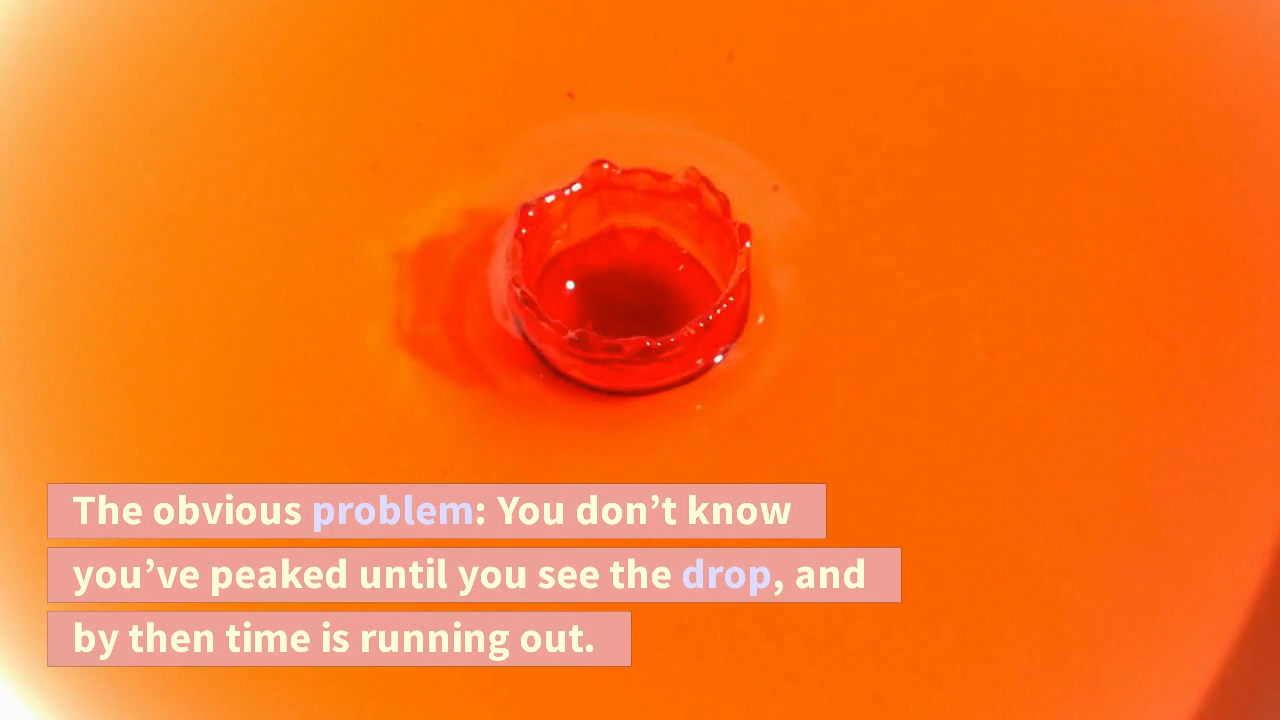 The obvious problem: You don’t know
you’ve peaked until you see the drop, and
by then time is running out.